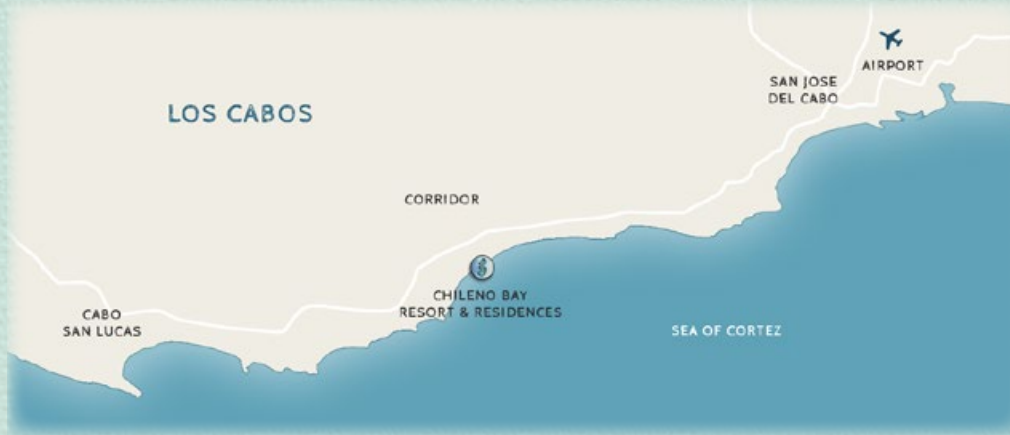 AIRPORT
SAN JOSE
DEL CABO
LOS CABOS
CORRIDOR
CHILENO BAY
RESORT & RESIDENCES
CABO
SAN LUCAS
SEA OF CORTEZ